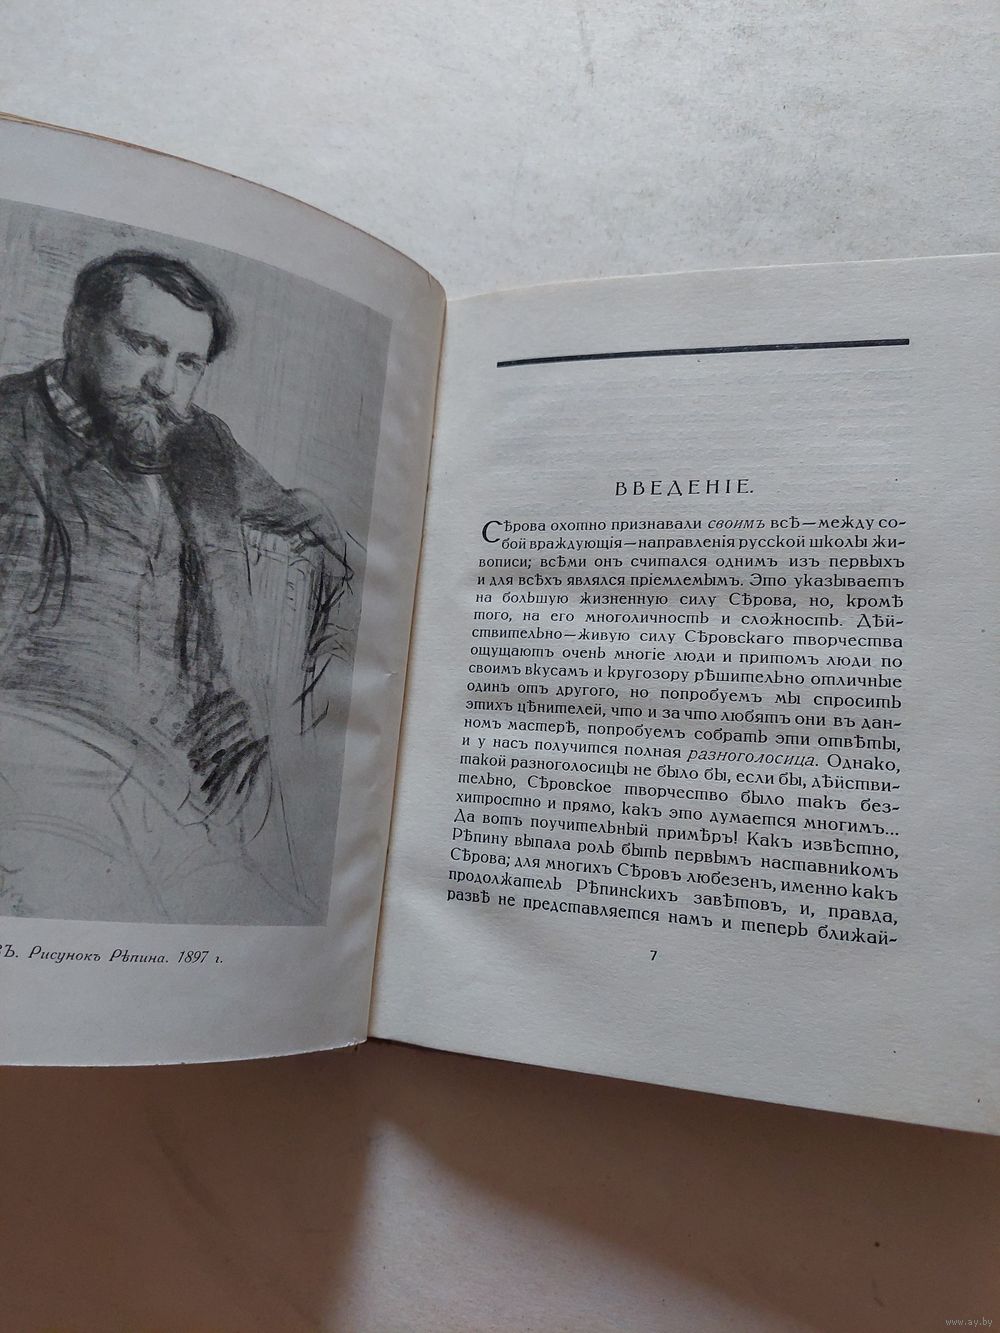 ВЪ. Рисунокъ Рѣпина. 1897 г.
ВВЕДЕНІЕ.
Сѣрова охотно признавали своимъ всѣ—между со-
бой враждующія—направленія русской школы жи-
вописи; всѣми онъ считался однимъ изъ первыхъ
и для всѣхъ являлся пріемлемымъ. Это указываетъ
на большую жизненную силу Сѣрова, но, кромѣ
того, на его многоличность и сложность. Дѣй-
ствительно—живую силу Сѣровскаго творчества
ощущаютъ очень многіе люди и притомъ люди по
своимъ вкусамъ и кругозору рѣшительно отличные
одинъ отъ другого, но попробуемъ мы спросить
этихъ цѣнителей, что и за что любятъ они въ дан-
номъ мастерѣ, попробуемъ собрать эти отвѣты,
и у насъ получится полная разноголосица. Однако,
такой разноголосицы не было бы, если бы, дѣйстви-
тельно, Сѣровское творчество было такъ без-
хитростно и прямо, какъ это думается многимъ...
Да вотъ поучительный примѣръ! Какъ извѣстно,
Рѣпину выпала роль быть первымъ наставникомъ
Сѣрова; для многихъ Сѣровъ любезенъ, именно какъ
продолжатель Рѣпинскихъ завѣтовъ, и, правда,
развѣ не представляется намъ и теперь ближай-
7
www.ay.by